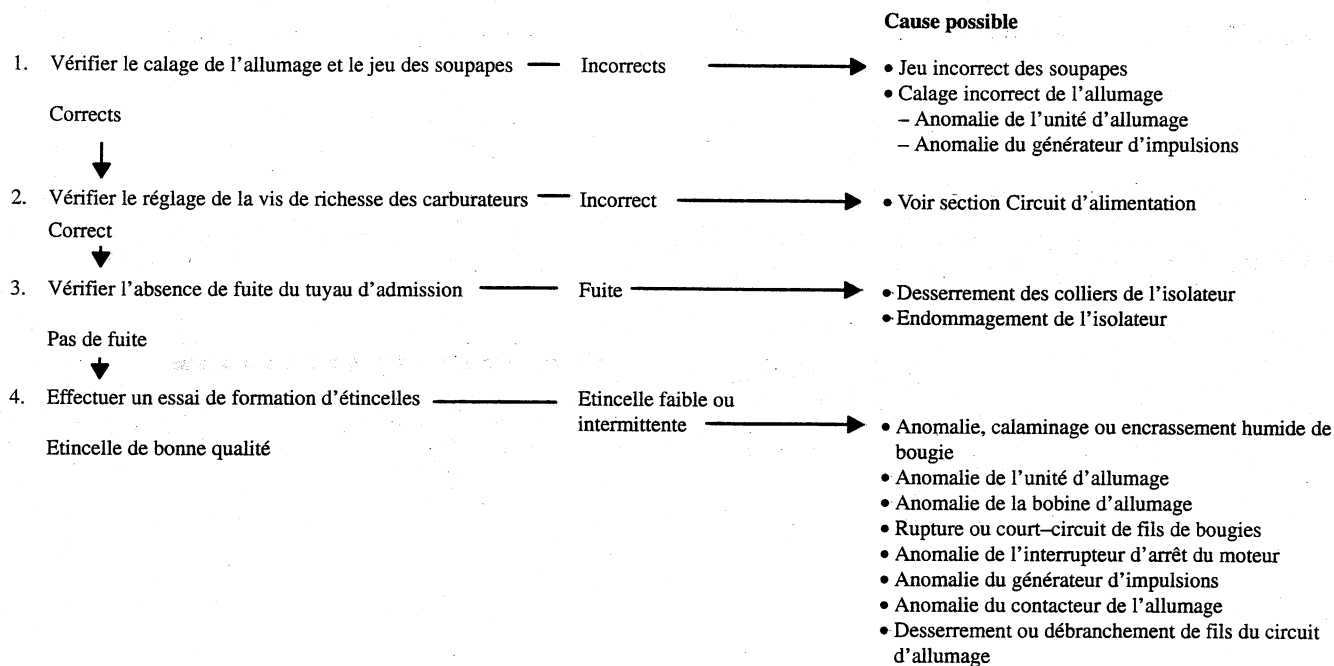 Cause possible
1. Vérifier le calage de l'allumage et le jeu des soupapes — Incorrects
• Jeu incorrect des soupapes
• Calage incorrect de l'allumage
– Anomalie de l'unité d'allumage
– Anomalie du générateur d'impulsions
Corrects
2. Vérifier le réglage de la vis de richesse des carburateurs — Incorrect
• Voir section Circuit d'alimentation
Correct
3. Vérifier l'absence de fuite du tuyau d'admission — Fuite
• Desserrement des colliers de l'isolateur
• Endommagement de l'isolateur
Pas de fuite
4. Effectuer un essai de formation d'étincelles — Etincelle faible ou
intermittente
Etincelle de bonne qualité
• Anomalie, calaminage ou encrassement humide de
bougie
• Anomalie de l'unité d'allumage
• Anomalie de la bobine d'allumage
• Rupture ou court–circuit de fils de bougies
• Anomalie de l'interrupteur d'arrêt du moteur
• Anomalie du générateur d'impulsions
• Anomalie du contacteur de l'allumage
• Desserrement ou débranchement de fils du circuit
d'allumage